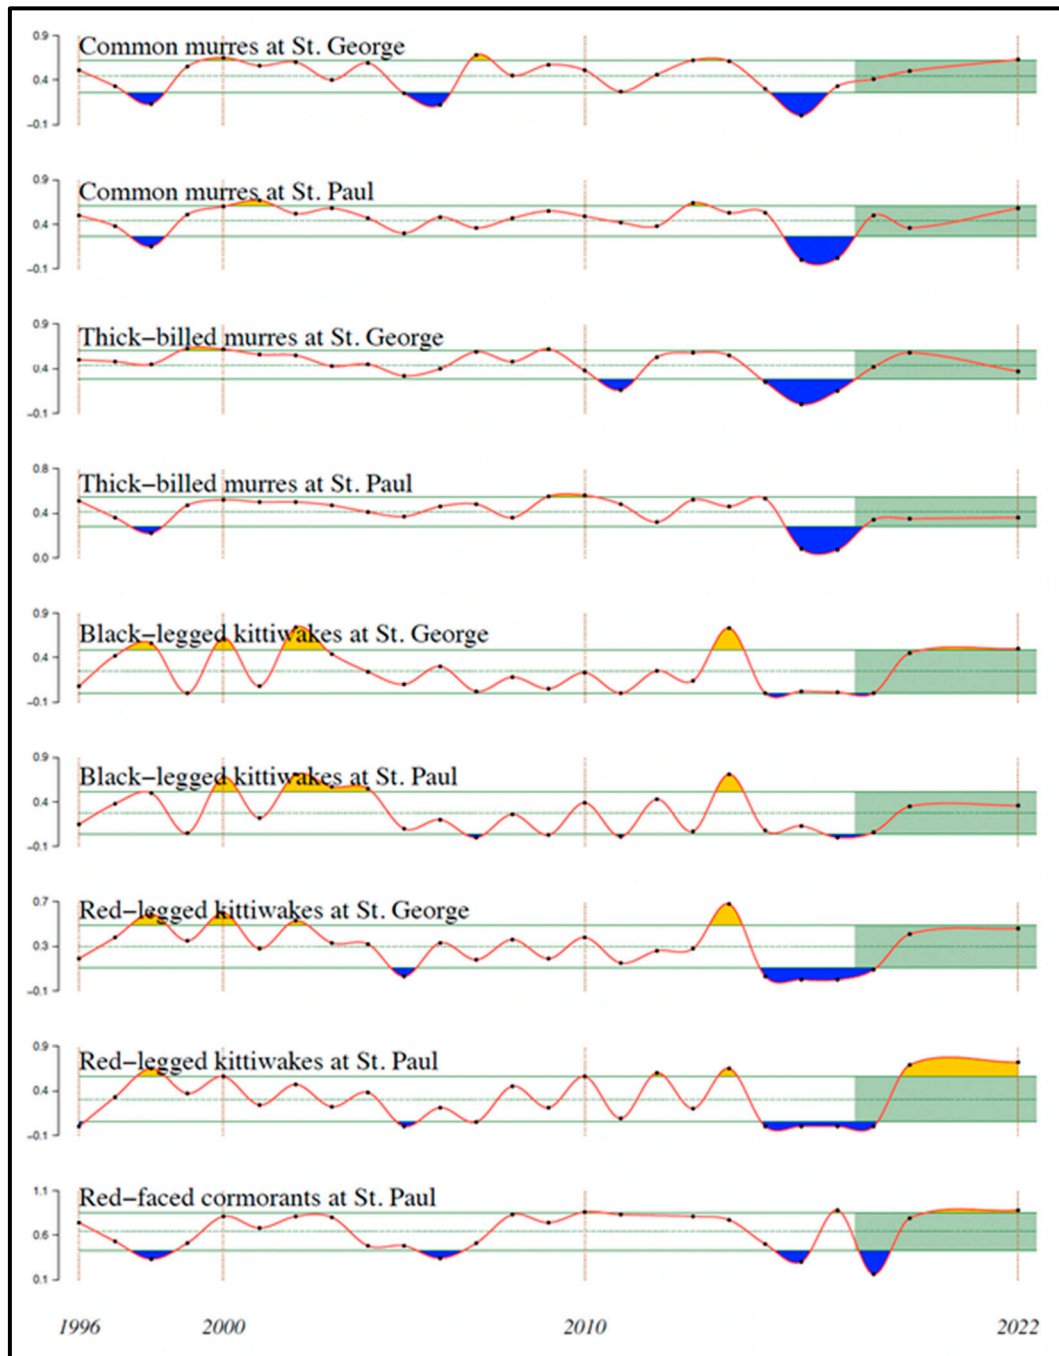 Common murres at St. George
0.9
0.4
−0.1
Common murres at St. Paul
0.9
0.4
−0.1
Thick−billed murres at St. George
0.9
0.4
−0.1
Thick−billed murres at St. Paul
0.8
0.4
0.0
Black−legged kittiwakes at St. George
0.9
0.4
−0.1
Black−legged kittiwakes at St. Paul
0.9
0.4
−0.1
Red−legged kittiwakes at St. George
0.7
0.3
−0.1
Red−legged kittiwakes at St. Paul
0.9
0.4
−0.1
Red−faced cormorants at St. Paul
1.1
0.6
0.1
1996 2000 2010 2022